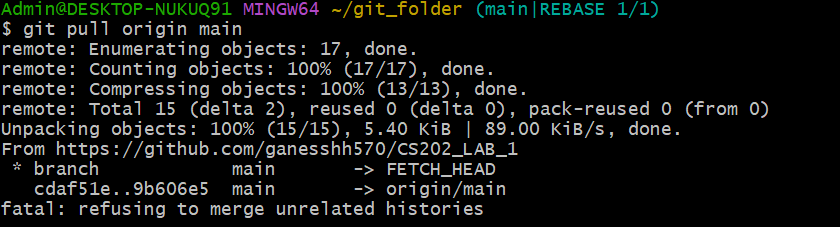 Admin@DESKTOP-NUKUQ91 MINGW64 ~/git_folder (main|REBASE 1/1)
$ git pull origin main
remote: Enumerating objects: 17, done.
remote: Counting objects: 100% (17/17), done.
remote: Compressing objects: 100% (13/13), done.
remote: Total 15 (delta 2), reused 0 (delta 0), pack-reused 0 (from 0)
Unpacking objects: 100% (15/15), 5.40 KiB | 89.00 KiB/s, done.
From https://github.com/ganesshh570/CS202_LAB_1
 * branch            main       -> FETCH_HEAD
   cdaf51e..9b606e5  main       -> origin/main
fatal: refusing to merge unrelated histories